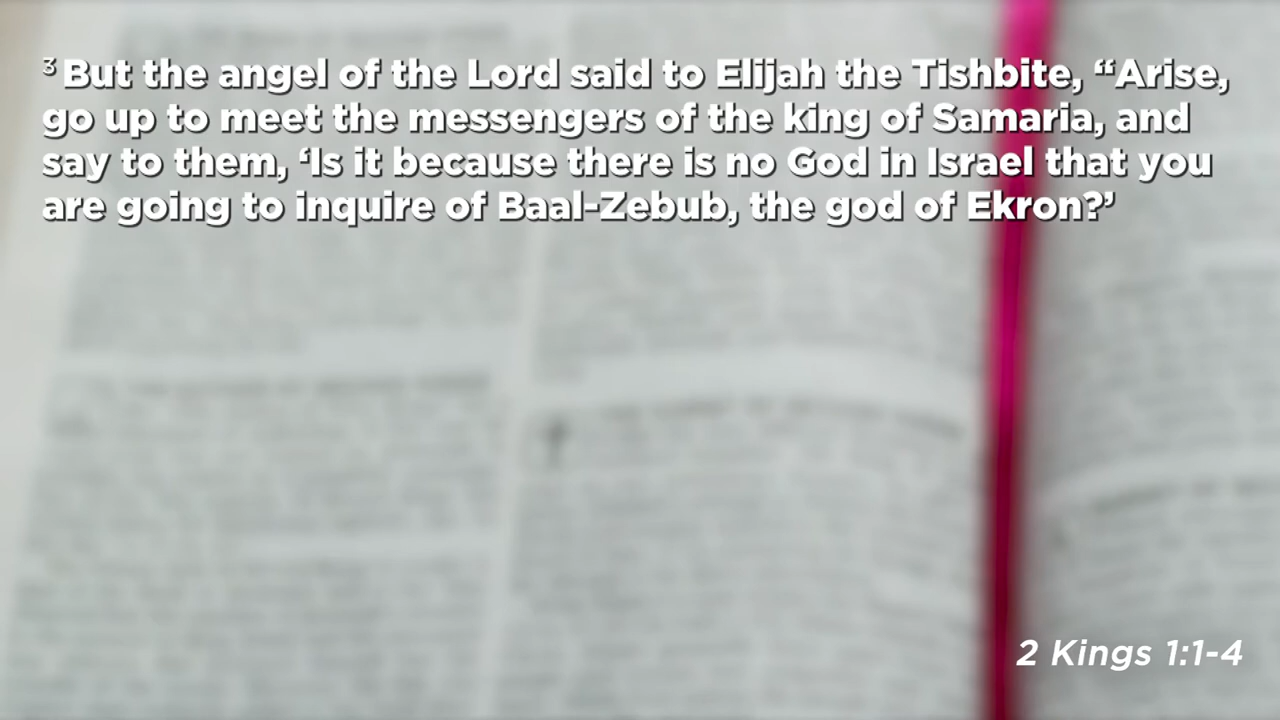 3 But the angel of the Lord said to Elijah the Tishbite, “Arise,
go up to meet the messengers of the king of Samaria, and
say to them, ‘Is it because there is no God in Israel that you
are going to inquire of Baal-Zebub, the god of Ekron?’
2 Kings 1:1-4